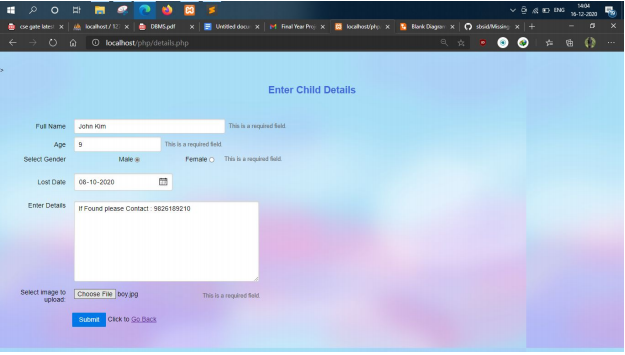 14:04
ENG
16-12-2020
cse gate latest
localhost / 127
DBMS.pdf
Untitled docu
Final Year Proj
localhost/php
Blank Diagram
sbsid/Missing
localhost/php/details.php
>
Enter Child Details
Full Name John Kim This is a required field.
Age 9 This is a required field.
Select Gender Male Female This is a required field.
Lost Date 08-10-2020
Enter Details If Found please Contact : 9826189210
Select image to upload: Choose File boy.jpg This is a required field.
Submit Click to Go Back